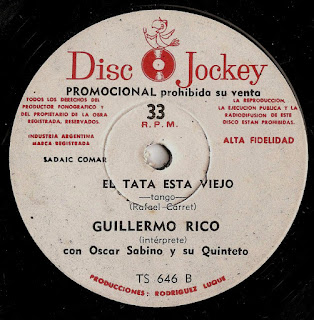 Disc Jockey
PROMOCIONAL prohibida su venta
TODOS LOS DERECHOS DEL
PRODUCTOR FONOGRAFICO Y
DEL PROPIETARIO DE LA OBRA
REGISTRADA, RESERVADOS.
INDUSTRIA ARGENTINA
MARCA REGISTRADA
33
R.P.M.
LA REPRODUCCION,
LA EJECUCION PUBLICA Y LA
RADIODIFUSION DE ESTE
DISCO ESTAN PROHIBIDAS.
ALTA FIDELIDAD
SADAIC COMAR
EL TATA ESTA VIEJO
—tango—
(Rafael Carret)
GUILLERMO RICO
(intérprete)
con Oscar Sabino y su Quinteto
TS 646 B
PRODUCCIONES: RODRIGUEZ LUQUE